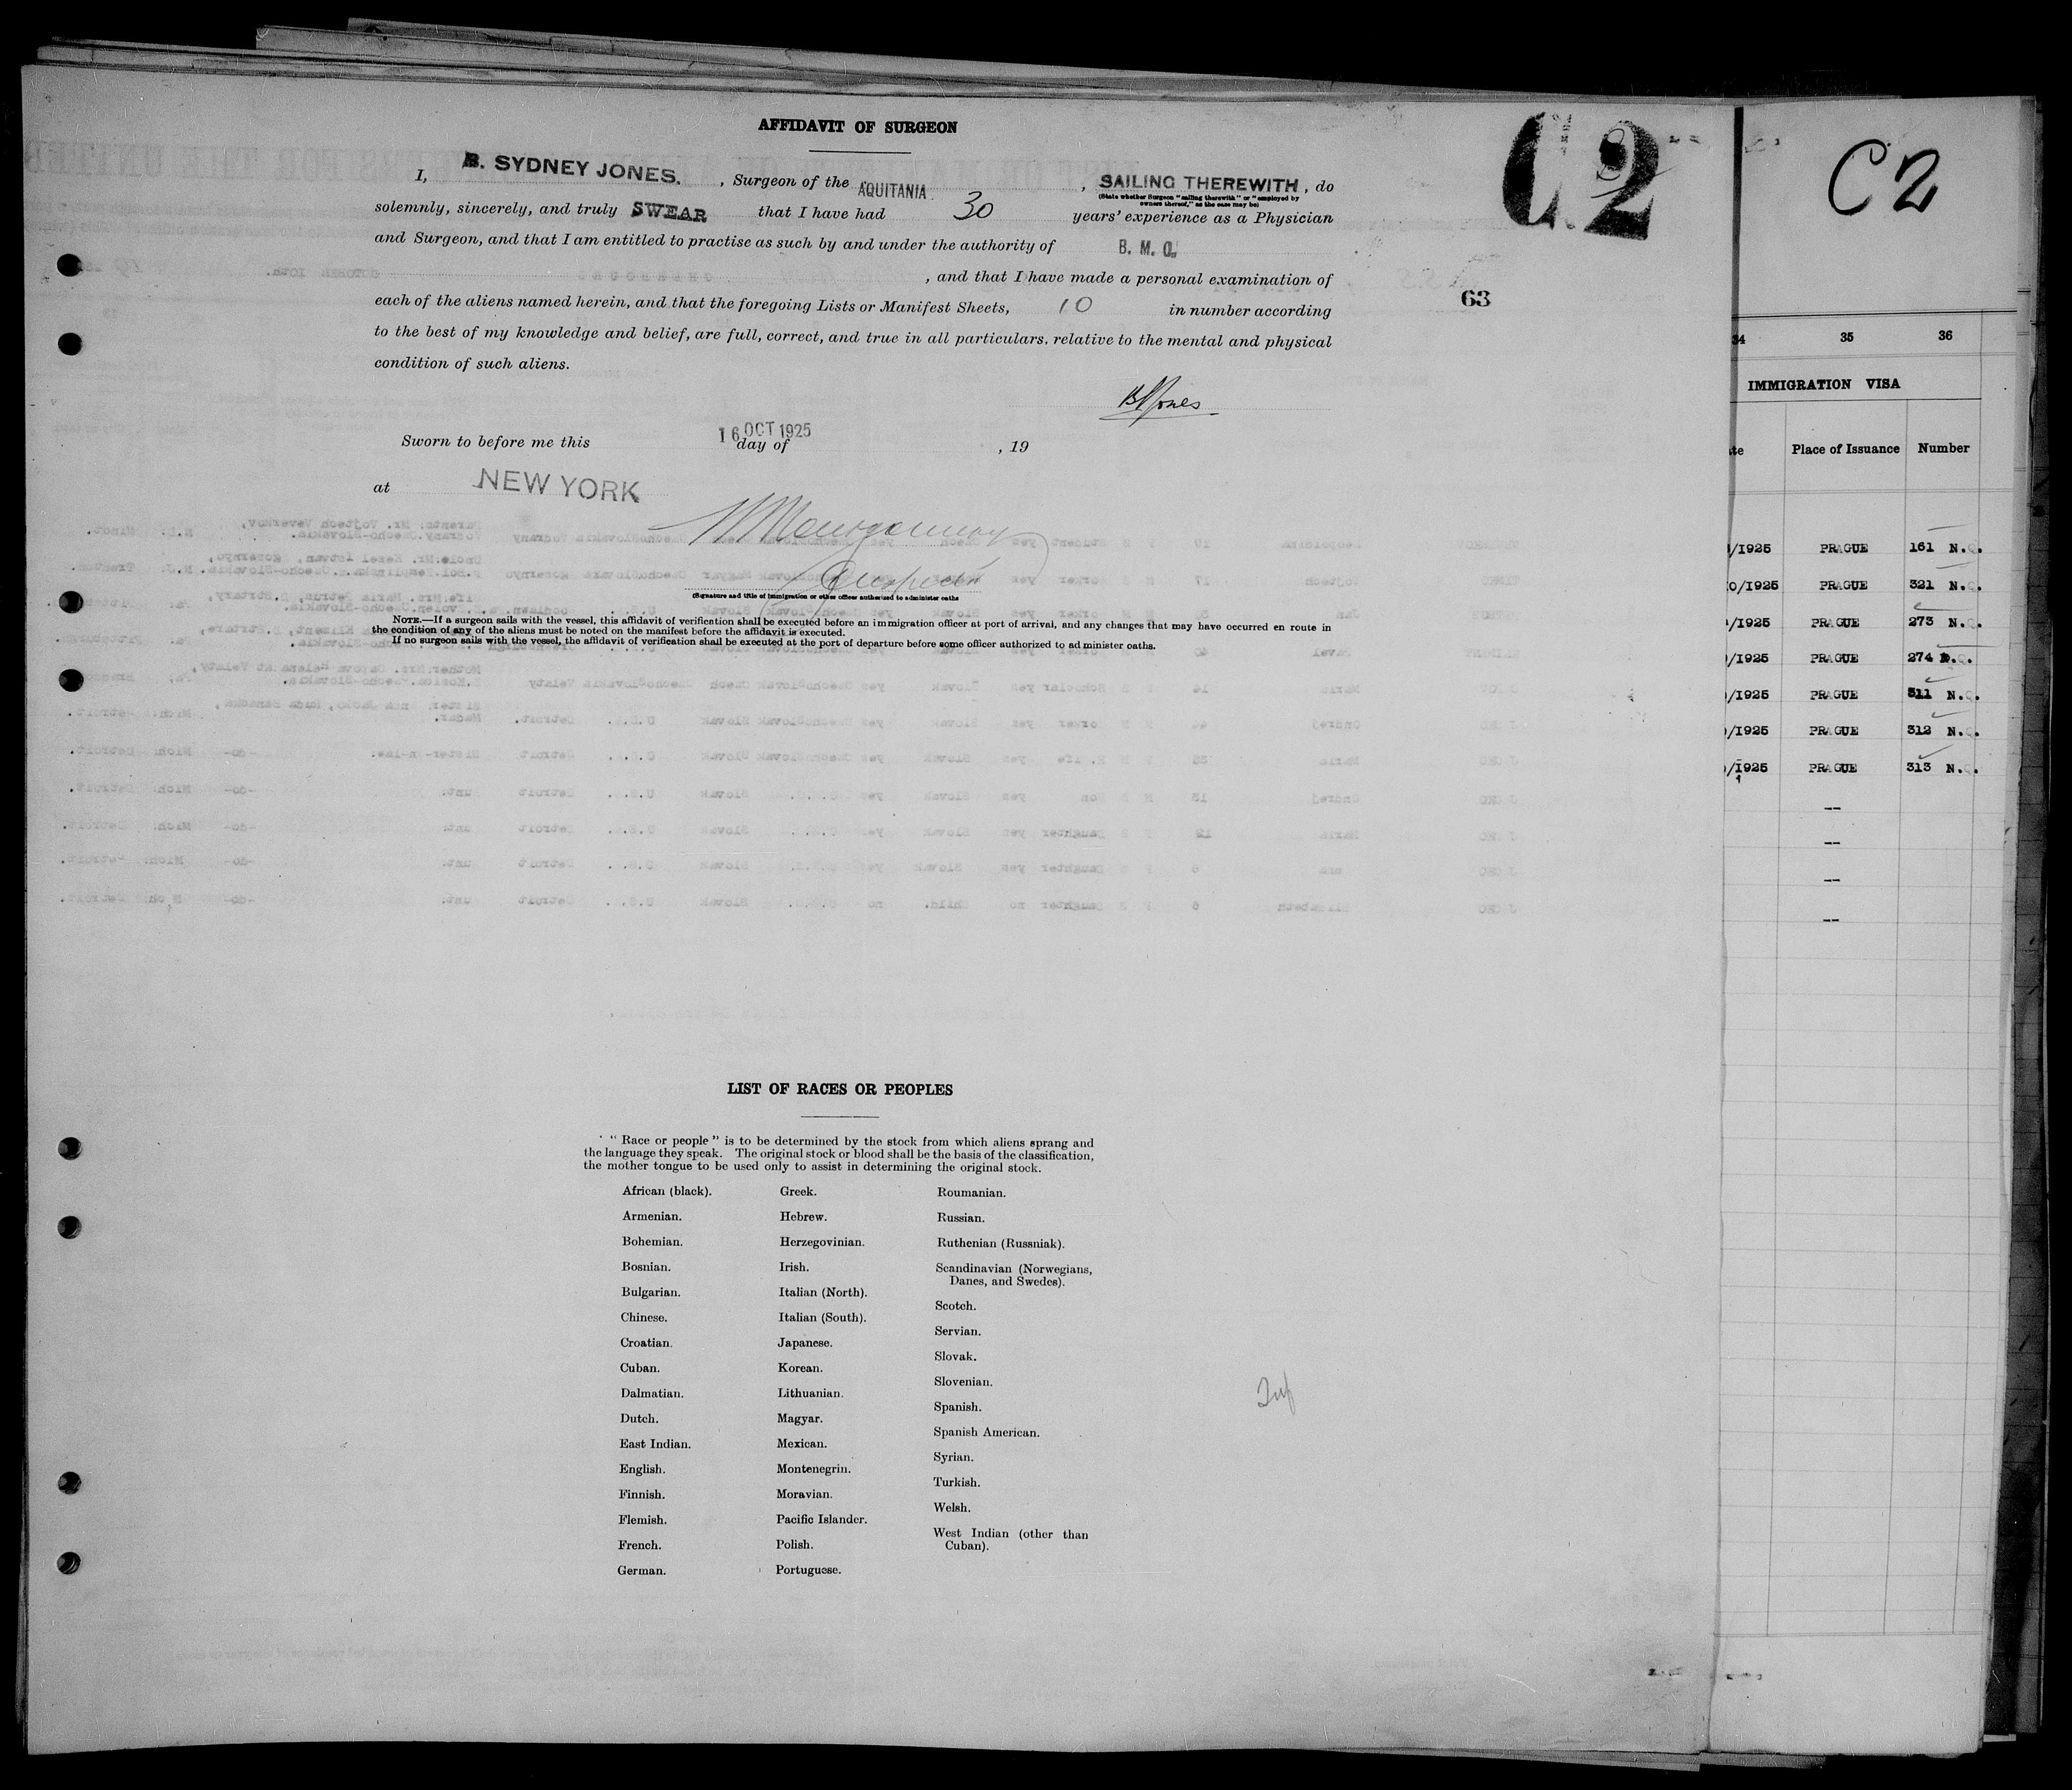 AFFIDAVIT OF SURGEON
I, B. SYDNEY JONES. , Surgeon of the AQUITANIA , SAILING THEREWITH , do
(State whether Surgeon "sailing therewith" or "employed by
owners thereof," as the case may be)
solemnly, sincerely, and truly SWEAR that I have had 30 years' experience as a Physician
and Surgeon, and that I am entitled to practise as such by and under the authority of B. M. O.
, and that I have made a personal examination of
each of the aliens named herein, and that the foregoing Lists or Manifest Sheets, 10 in number according
to the best of my knowledge and belief, are full, correct, and true in all particulars. relative to the mental and physical
condition of such aliens.
BSJones
Sworn to before me this 16 OCT 1925 day of , 19
at NEW YORK
Montgomery
Inspector
(Signature and title of immigration or other officer authorized to administer oaths
NOTE.—If a surgeon sails with the vessel, this affidavit of verification shall be executed before an immigration officer at port of arrival, and any changes that may have occurred en route in
the condition of any of the aliens must be noted on the manifest before the affidavit is executed.
If no surgeon sails with the vessel, the affidavit of verification shall be executed at the port of departure before some officer authorized to administer oaths.
C2
63
LIST OF RACES OR PEOPLES
"Race or people" is to be determined by the stock from which aliens sprang and
the language they speak. The original stock or blood shall be the basis of the classification,
the mother tongue to be used only to assist in determining the original stock.
African (black).
Armenian.
Bohemian.
Bosnian.
Bulgarian.
Chinese.
Croatian.
Cuban.
Dalmatian.
Dutch.
East Indian.
English.
Finnish.
Flemish.
French.
German.
Greek.
Hebrew.
Herzegovinian.
Irish.
Italian (North).
Italian (South).
Japanese.
Korean.
Lithuanian.
Magyar.
Mexican.
Montenegrin.
Moravian.
Pacific Islander.
Polish.
Portuguese.
Roumanian.
Russian.
Ruthenian (Russniak).
Scandinavian (Norwegians,
Danes, and Swedes).
Scotch.
Servian.
Slovak.
Slovenian.
Spanish.
Spanish American.
Syrian.
Turkish.
Welsh.
West Indian (other than
Cuban).
C2
34 35 36
IMMIGRATION VISA
Place of Issuance Number
/1925 PRAGUE 161 N.Q.
0/1925 PRAGUE 321 N.Q.
/1925 PRAGUE 273 N.Q.
/1925 PRAGUE 274 N.Q.
/1925 PRAGUE 311 N.Q.
/1925 PRAGUE 312 N.Q.
/1925 PRAGUE 313 N.Q.
--
--
--
--